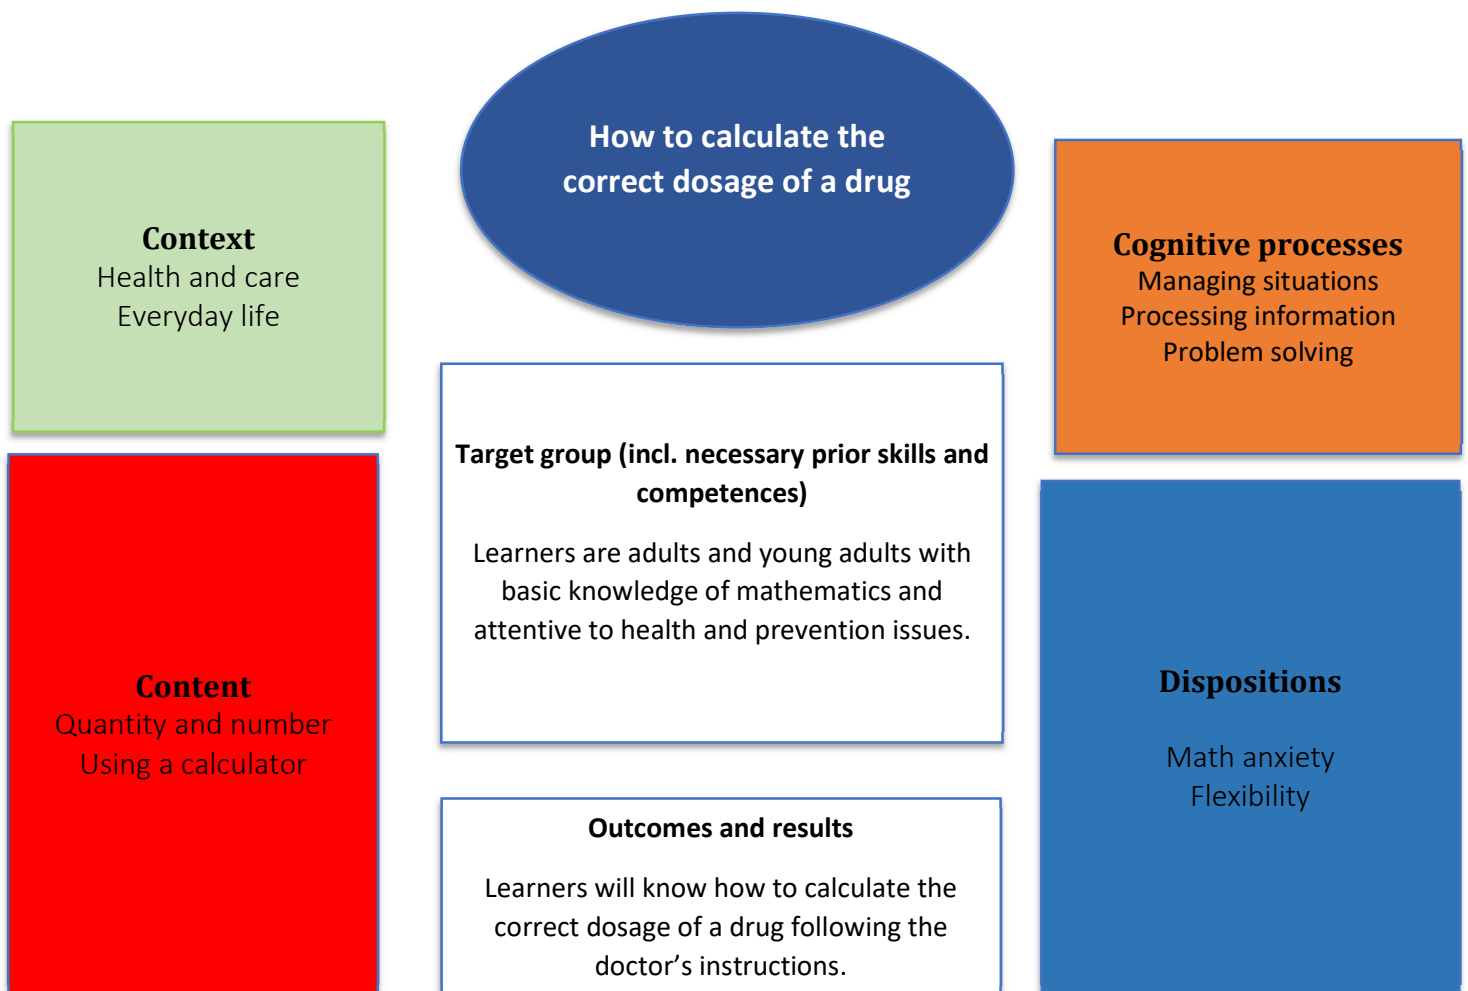 How to calculate the
correct dosage of a drug
Context
Health and care
Everyday life
Cognitive processes
Managing situations
Processing information
Problem solving
Target group (incl. necessary prior skills and
competences)
Learners are adults and young adults with
basic knowledge of mathematics and
attentive to health and prevention issues.
Content
Quantity and number
Using a calculator
Dispositions
Math anxiety
Flexibility
Outcomes and results
Learners will know how to calculate the
correct dosage of a drug following the
doctor’s instructions.